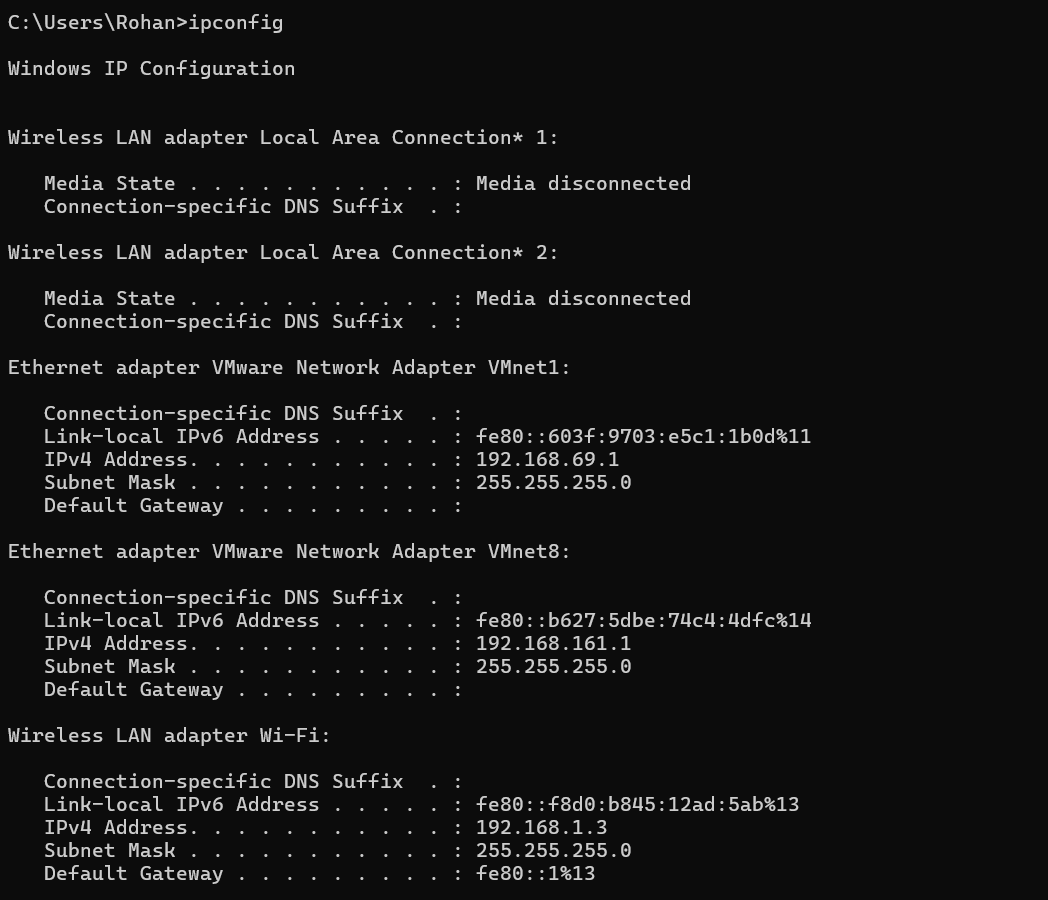 C:\Users\Rohan>ipconfig
Windows IP Configuration
Wireless LAN adapter Local Area Connection* 1:
   Media State . . . . . . . . . . . : Media disconnected
   Connection-specific DNS Suffix  . :
Wireless LAN adapter Local Area Connection* 2:
   Media State . . . . . . . . . . . : Media disconnected
   Connection-specific DNS Suffix  . :
Ethernet adapter VMware Network Adapter VMnet1:
   Connection-specific DNS Suffix  . :
   Link-local IPv6 Address . . . . . : fe80::603f:9703:e5c1:1b0d%11
   IPv4 Address. . . . . . . . . . . : 192.168.69.1
   Subnet Mask . . . . . . . . . . . : 255.255.255.0
   Default Gateway . . . . . . . . . :
Ethernet adapter VMware Network Adapter VMnet8:
   Connection-specific DNS Suffix  . :
   Link-local IPv6 Address . . . . . : fe80::b627:5dbe:74c4:4dfc%14
   IPv4 Address. . . . . . . . . . . : 192.168.161.1
   Subnet Mask . . . . . . . . . . . : 255.255.255.0
   Default Gateway . . . . . . . . . :
Wireless LAN adapter Wi-Fi:
   Connection-specific DNS Suffix  . :
   Link-local IPv6 Address . . . . . : fe80::f8d0:b845:12ad:5ab%13
   IPv4 Address. . . . . . . . . . . : 192.168.1.3
   Subnet Mask . . . . . . . . . . . : 255.255.255.0
   Default Gateway . . . . . . . . . : fe80::1%13